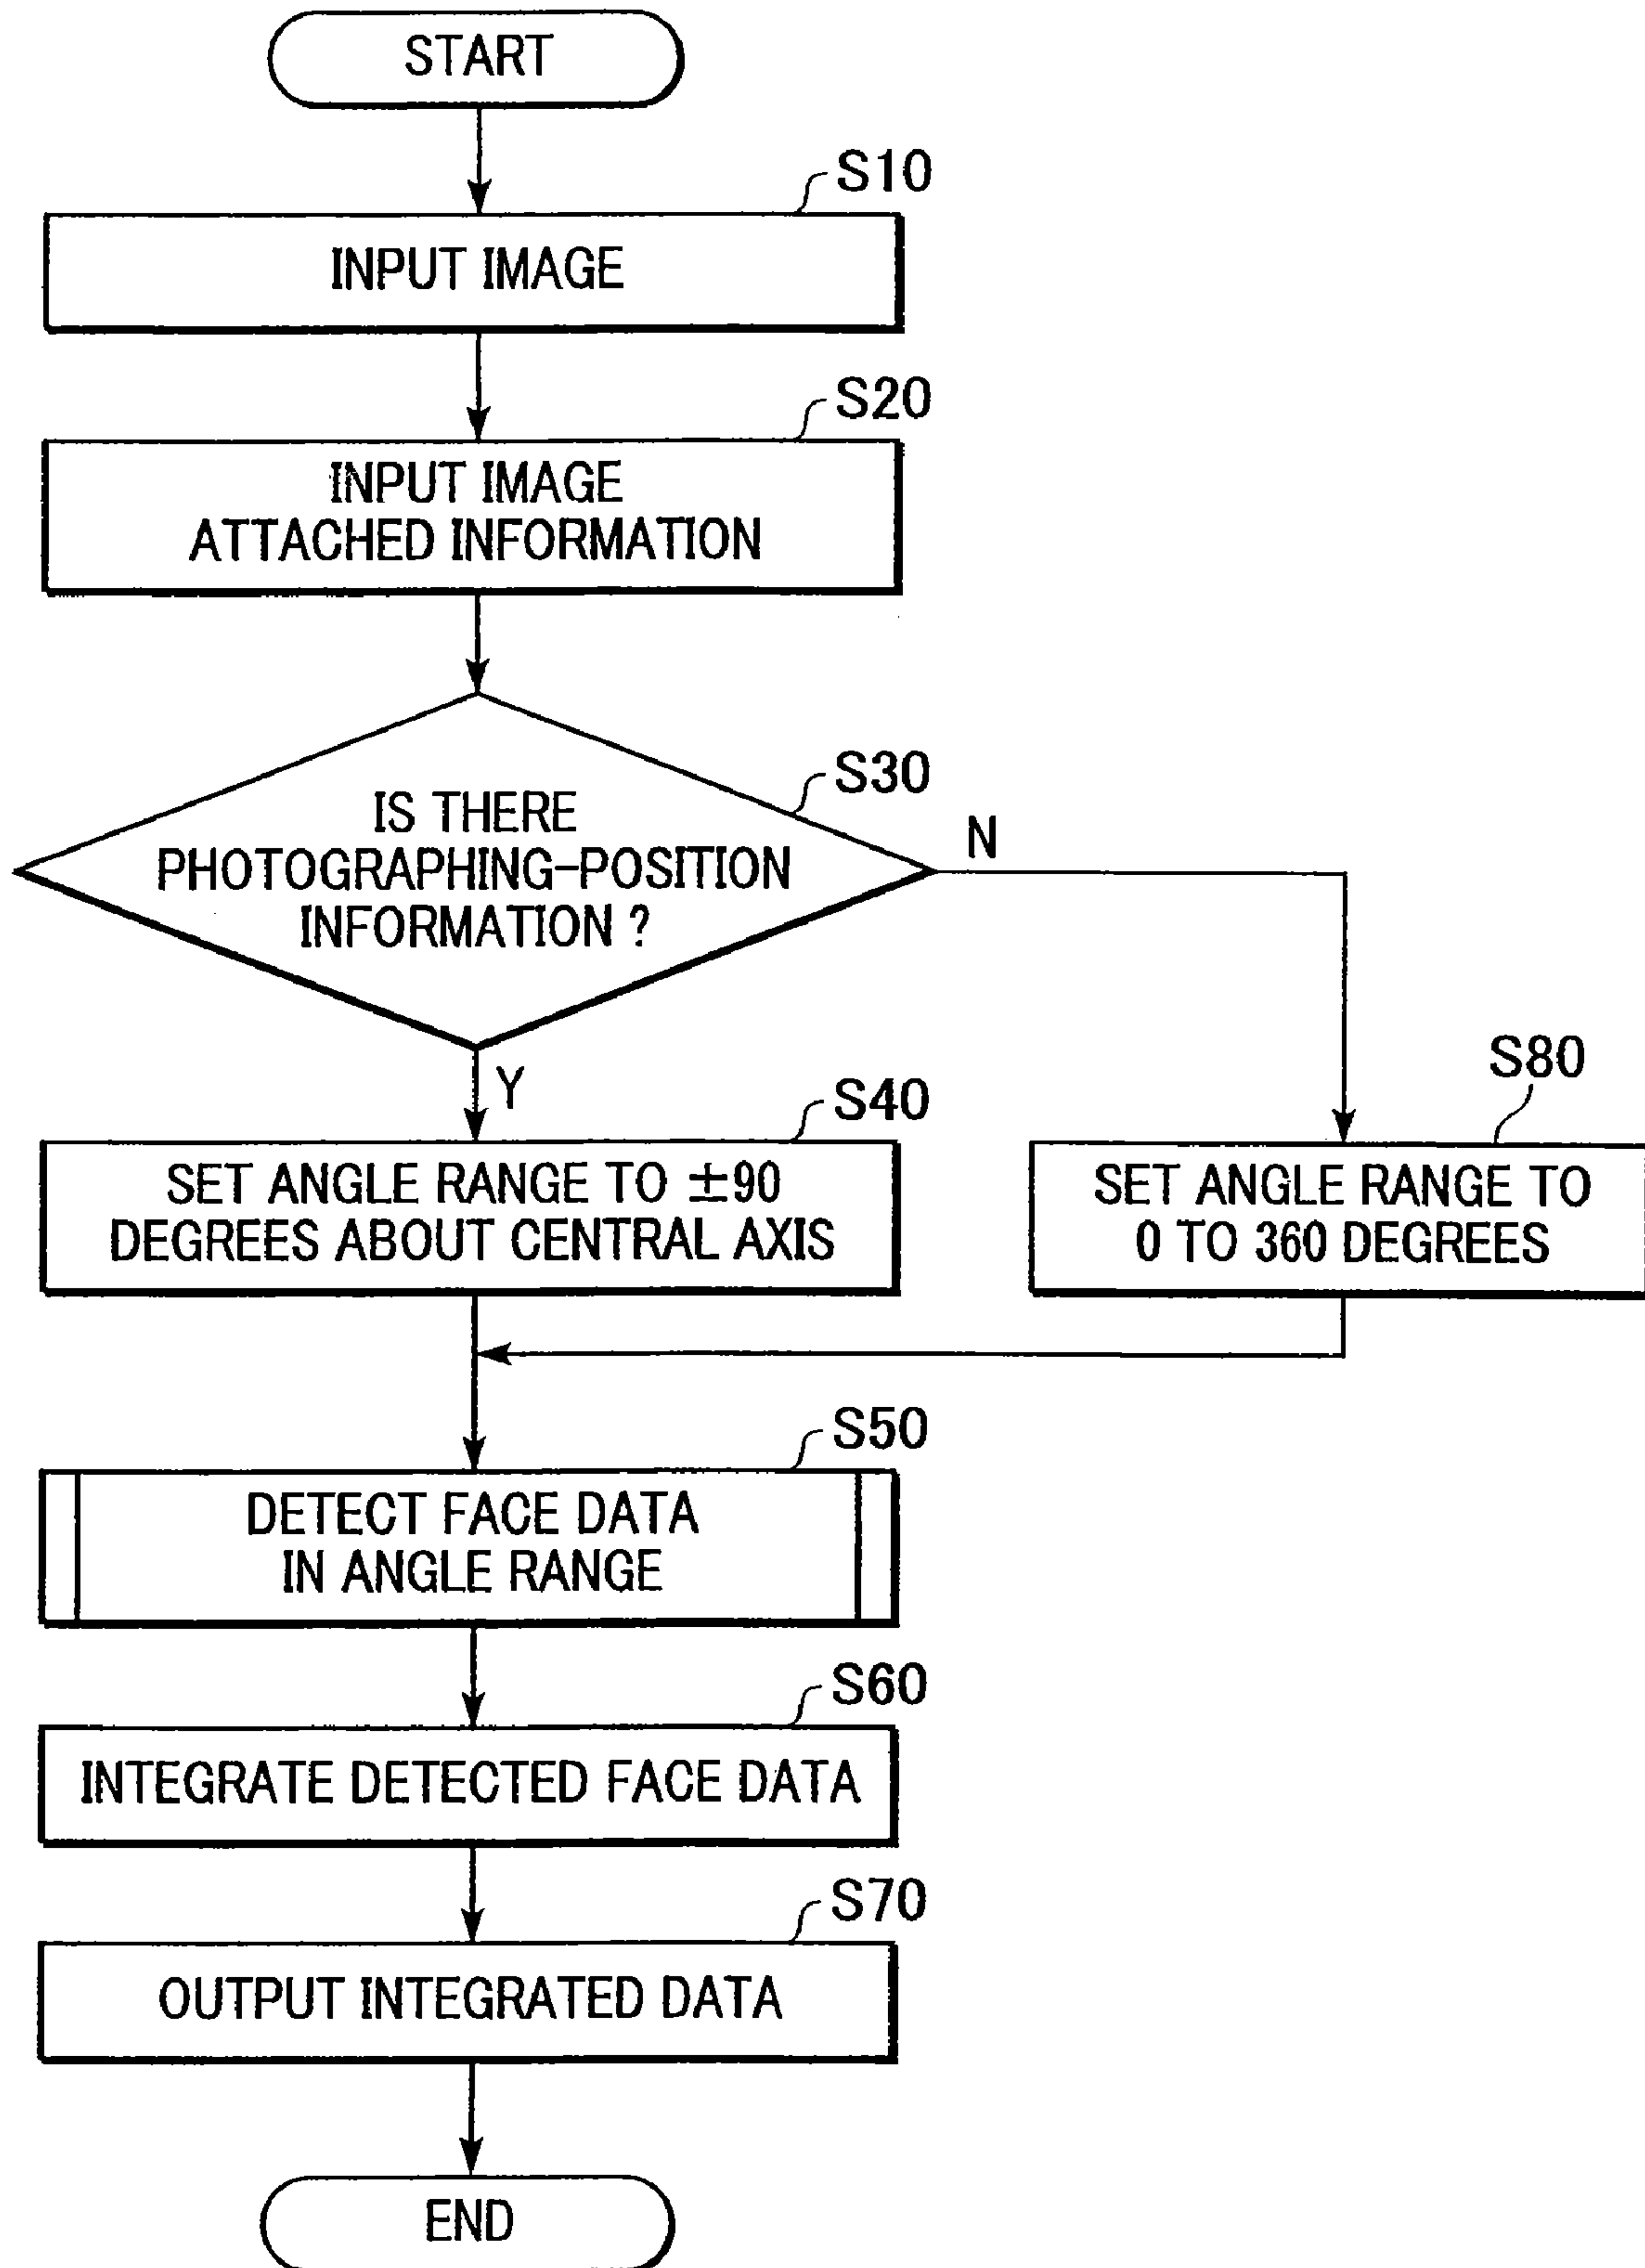 START
S10
INPUT IMAGE
S20
INPUT IMAGE
ATTACHED INFORMATION
S30
IS THERE
PHOTOGRAPHING-POSITION
INFORMATION ?
N
Y
S40
SET ANGLE RANGE TO ±90
DEGREES ABOUT CENTRAL AXIS
S80
SET ANGLE RANGE TO
0 TO 360 DEGREES
S50
DETECT FACE DATA
IN ANGLE RANGE
S60
INTEGRATE DETECTED FACE DATA
S70
OUTPUT INTEGRATED DATA
END